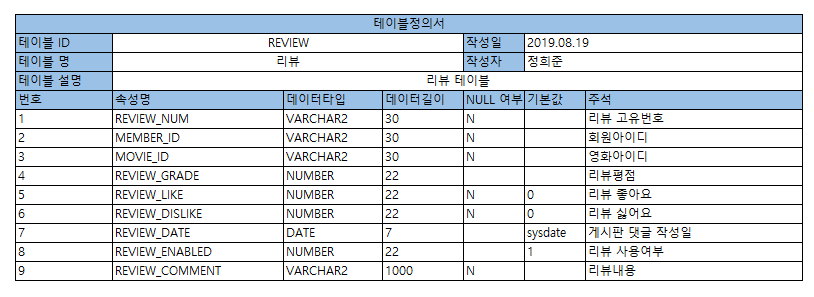 테이블정의서
테이블 ID REVIEW 작성일 2019.08.19
테이블 명 리뷰 작성자 정희준
테이블 설명 리뷰 테이블
번호 속성명 데이터타입 데이터길이 NULL 여부 기본값 주석
1 REVIEW_NUM VARCHAR2 30 N 리뷰 고유번호
2 MEMBER_ID VARCHAR2 30 N 회원아이디
3 MOVIE_ID VARCHAR2 30 N 영화아이디
4 REVIEW_GRADE NUMBER 22 리뷰평점
5 REVIEW_LIKE NUMBER 22 N 0 리뷰 좋아요
6 REVIEW_DISLIKE NUMBER 22 N 0 리뷰 싫어요
7 REVIEW_DATE DATE 7 sysdate 게시판 댓글 작성일
8 REVIEW_ENABLED NUMBER 22 1 리뷰 사용여부
9 REVIEW_COMMENT VARCHAR2 1000 N 리뷰내용